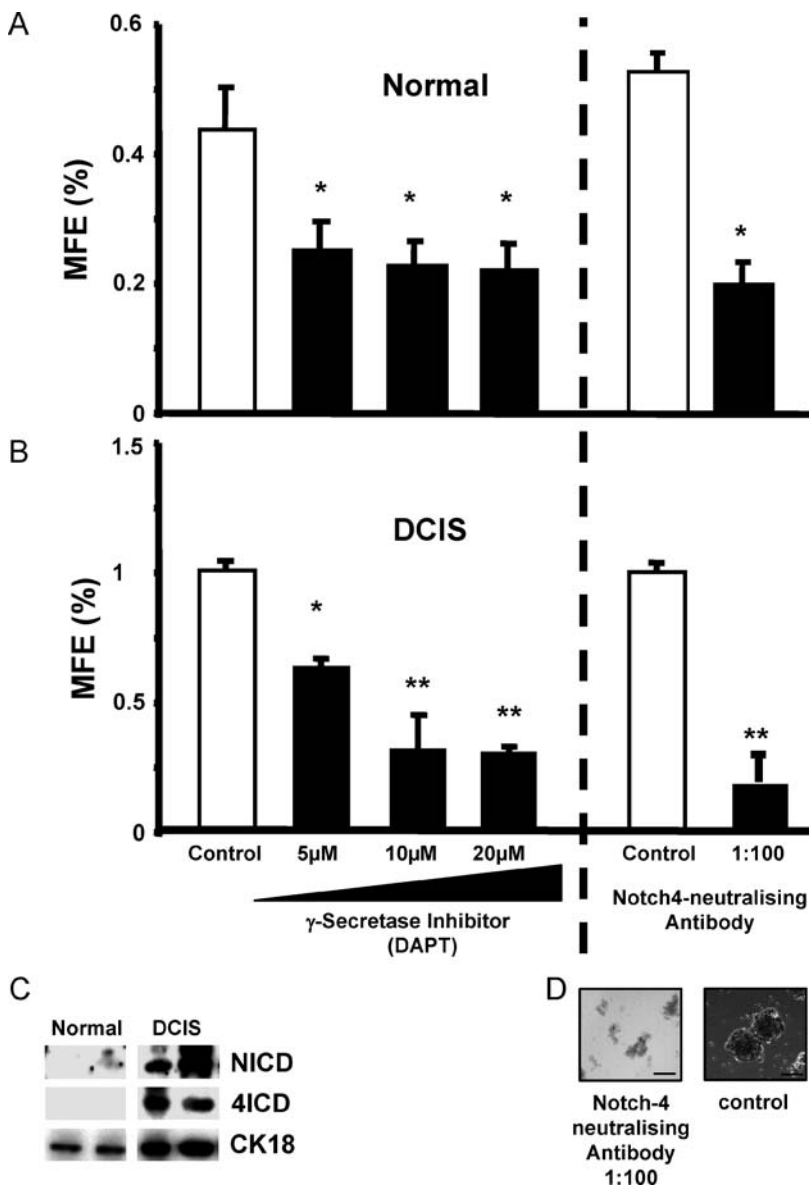 A
0.6
0.4
0.2
0
MFE (%)
Normal
*
*
*
*
B
1.5
1
0.5
0
MFE (%)
DCIS
*
**
**
**
Control 5µM 10µM 20µM Control 1:100
γ-Secretase Inhibitor
(DAPT)
Notch4-neutralising
Antibody
C
Normal DCIS
NICD
4ICD
CK18
D
Notch-4
neutralising
Antibody
1:100
control